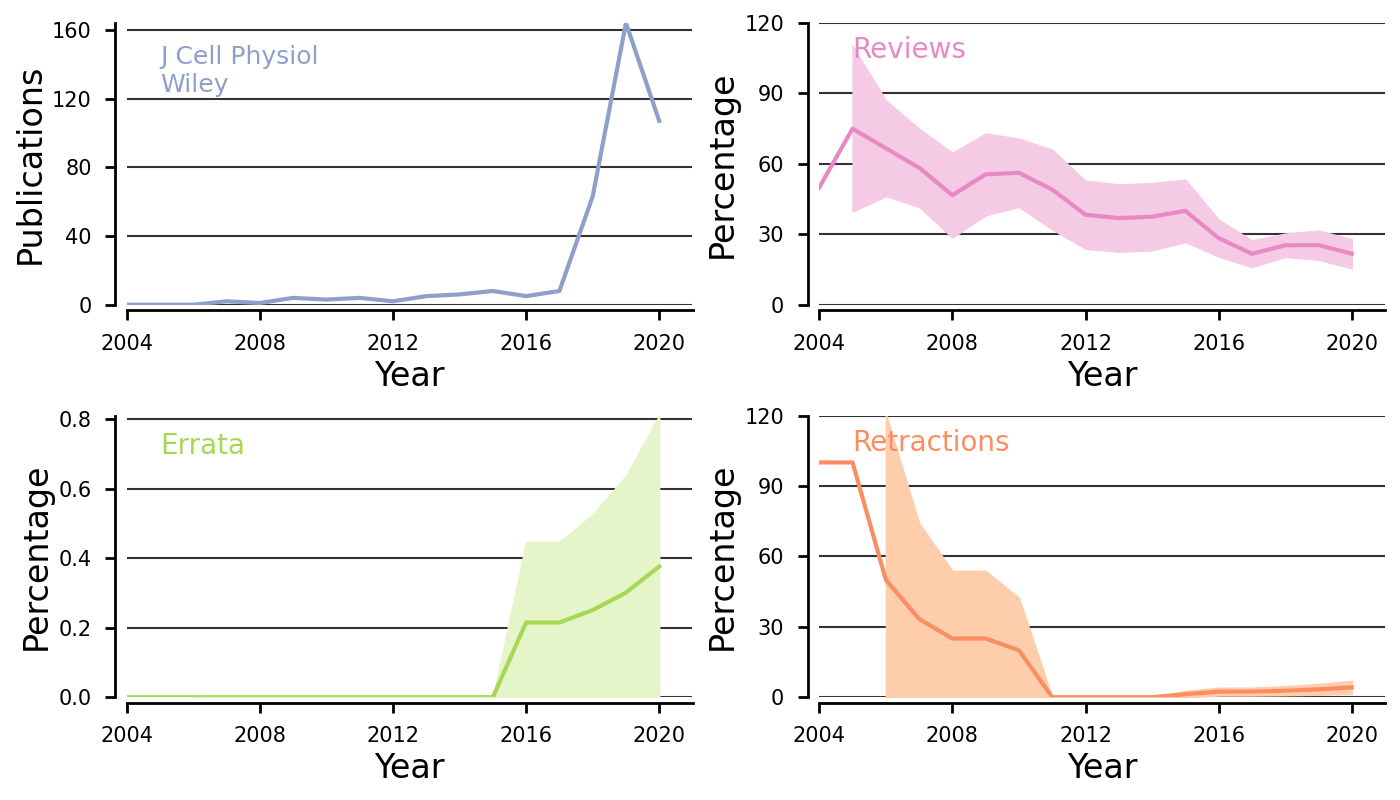 160
120
80
40
0
Publications
J Cell Physiol
Wiley
2004 2008 2012 2016 2020
Year
120
90
60
30
0
Percentage
Reviews
2004 2008 2012 2016 2020
Year
0.8
0.6
0.4
0.2
0.0
Percentage
Errata
2004 2008 2012 2016 2020
Year
120
90
60
30
0
Percentage
Retractions
2004 2008 2012 2016 2020
Year